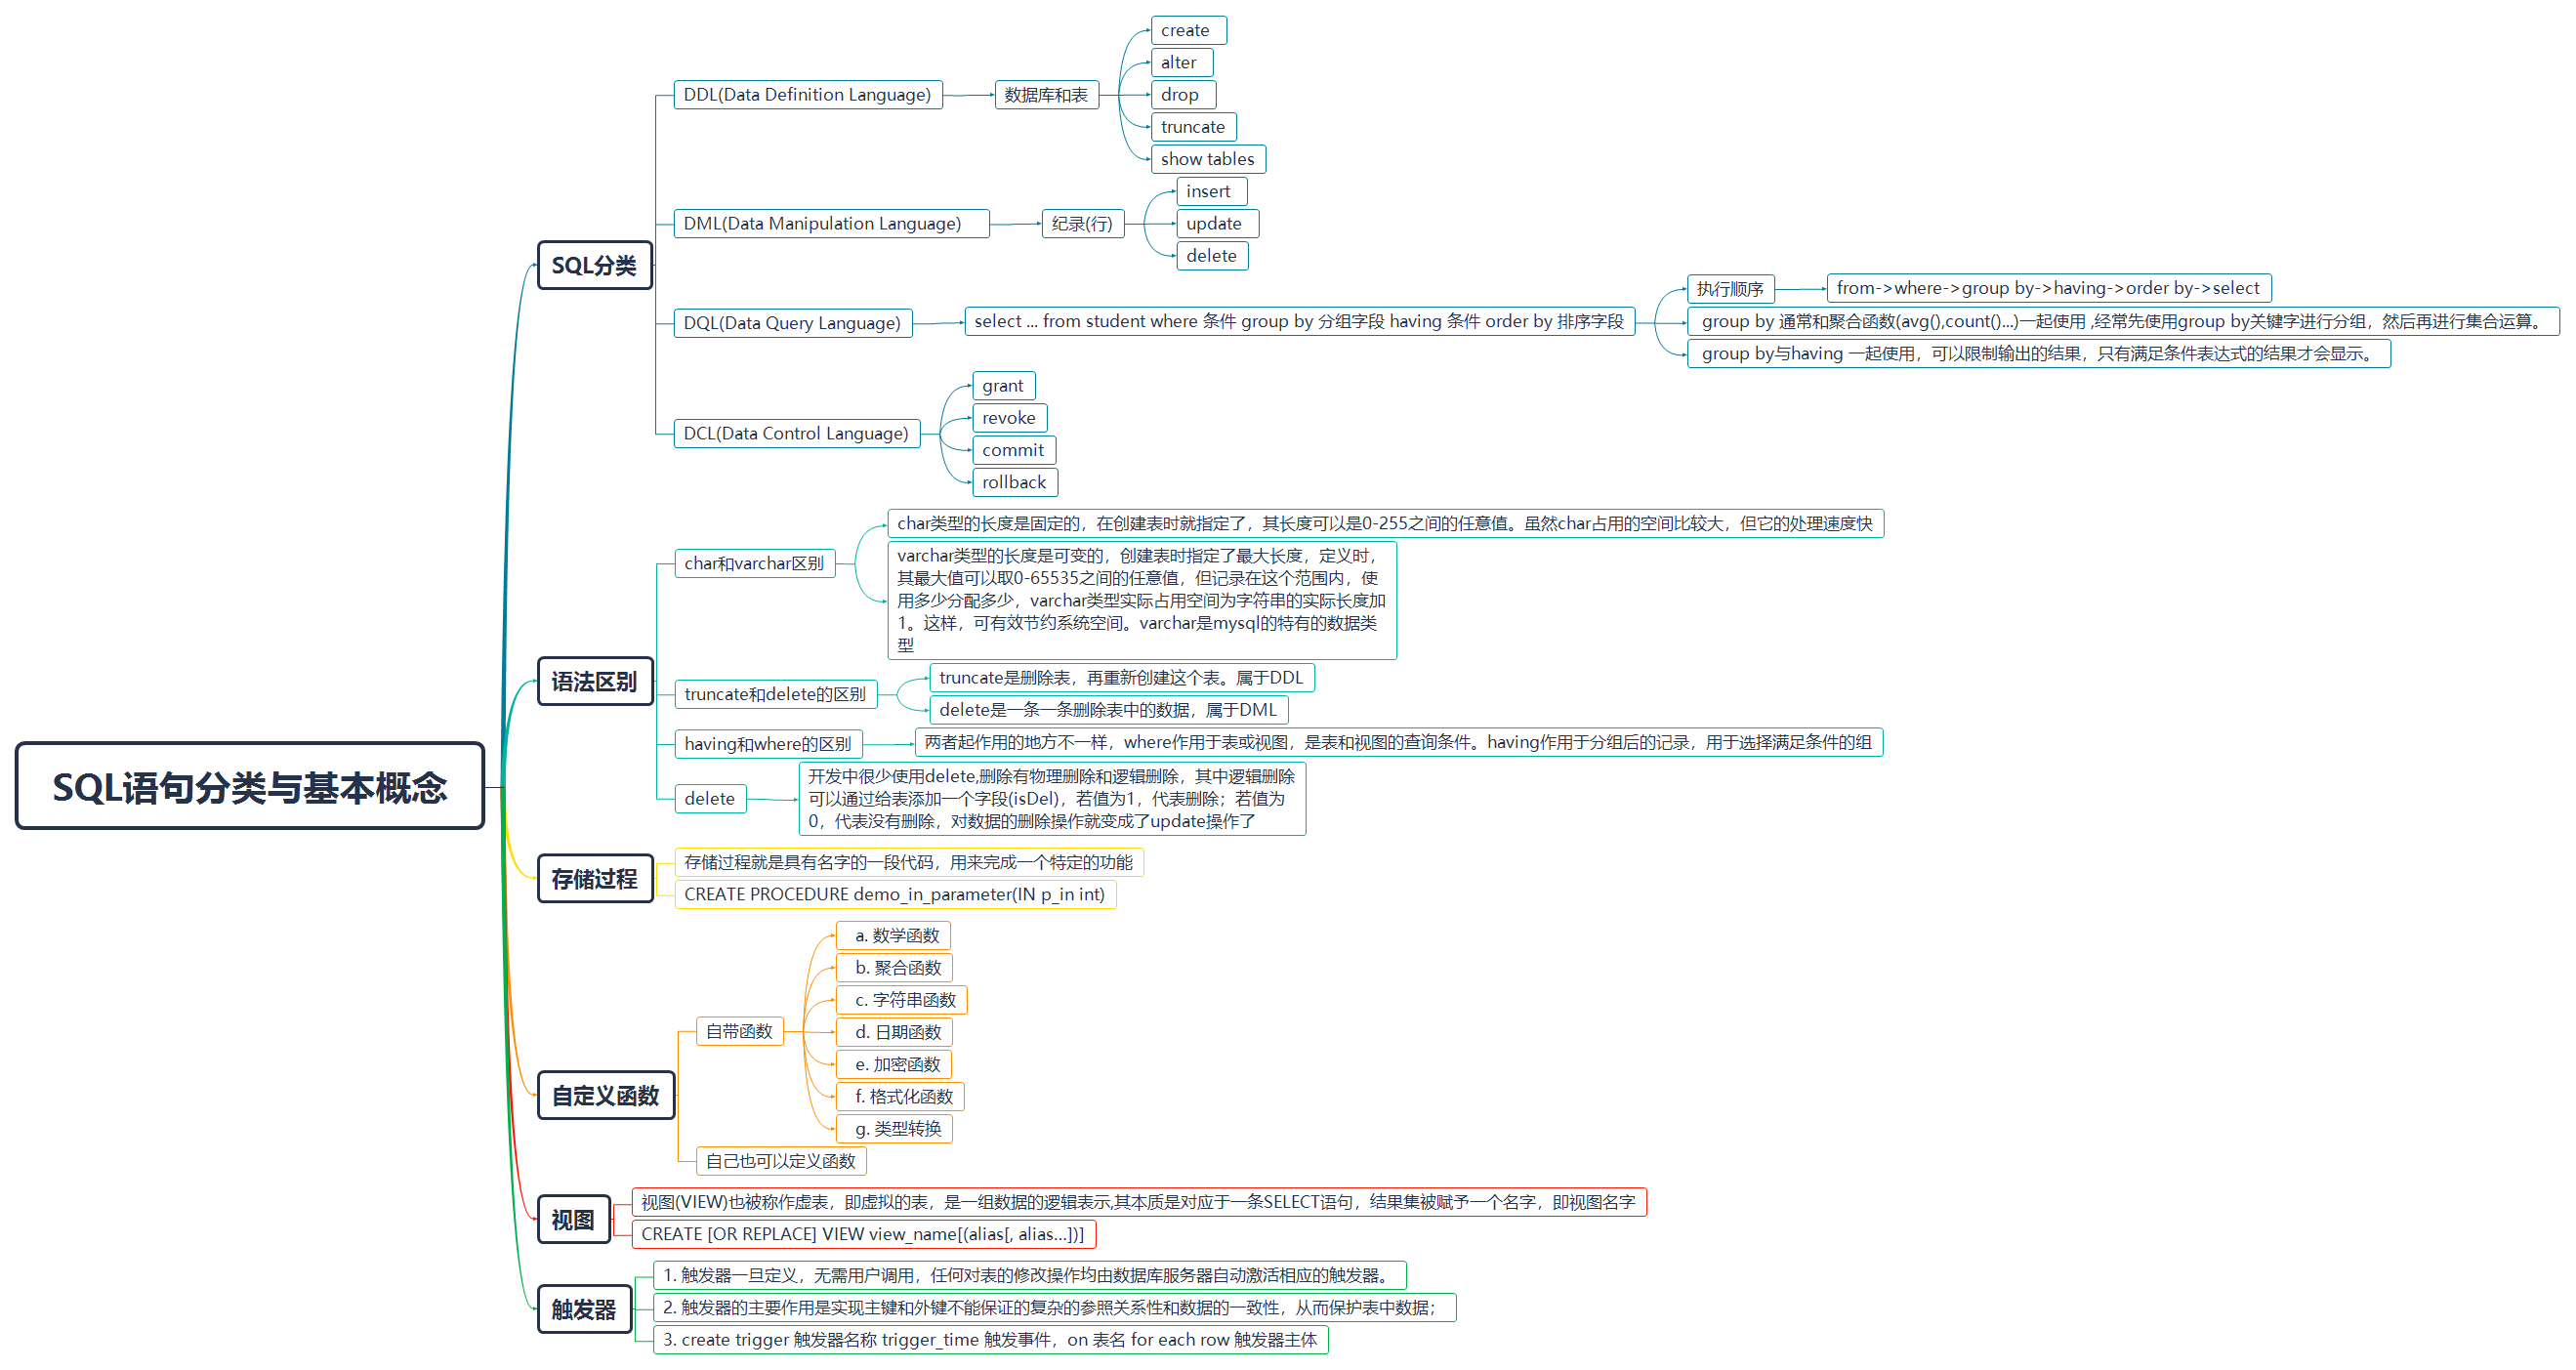 SQL语句分类与基本概念
SQL分类
DDL(Data Definition Language)
数据库和表
create
alter
drop
truncate
show tables
DML(Data Manipulation Language)
纪录(行)
insert
update
delete
DQL(Data Query Language)
select ... from student where 条件 group by 分组字段 having 条件 order by 排序字段
执行顺序
from->where->group by->having->order by->select
group by 通常和聚合函数(avg(),count()...)一起使用 ,经常先使用group by关键字进行分组，然后再进行集合运算。
group by与having 一起使用，可以限制输出的结果，只有满足条件表达式的结果才会显示。
DCL(Data Control Language)
grant
revoke
commit
rollback
语法区别
char和varchar区别
char类型的长度是固定的，在创建表时就指定了，其长度可以是0-255之间的任意值。虽然char占用的空间比较大，但它的处理速度快
varchar类型的长度是可变的，创建表时指定了最大长度，定义时，
其最大值可以取0-65535之间的任意值，但记录在这个范围内，使
用多少分配多少，varchar类型实际占用空间为字符串的实际长度加
1。这样，可有效节约系统空间。varchar是mysql的特有的数据类
型
truncate和delete的区别
truncate是删除表，再重新创建这个表。属于DDL
delete是一条一条删除表中的数据，属于DML
having和where的区别
两者起作用的地方不一样，where作用于表或视图，是表和视图的查询条件。having作用于分组后的记录，用于选择满足条件的组
delete
开发中很少使用delete,删除有物理删除和逻辑删除，其中逻辑删除
可以通过给表添加一个字段(isDel)，若值为1，代表删除；若值为
0，代表没有删除，对数据的删除操作就变成了update操作了
存储过程
存储过程就是具有名字的一段代码，用来完成一个特定的功能
CREATE PROCEDURE demo_in_parameter(IN p_in int)
自定义函数
自带函数
a. 数学函数
b. 聚合函数
c. 字符串函数
d. 日期函数
e. 加密函数
f. 格式化函数
g. 类型转换
自己也可以定义函数
视图
视图(VIEW)也被称作虚表，即虚拟的表，是一组数据的逻辑表示,其本质是对应于一条SELECT语句，结果集被赋予一个名字，即视图名字
CREATE [OR REPLACE] VIEW view_name[(alias[, alias...])]
触发器
1. 触发器一旦定义，无需用户调用，任何对表的修改操作均由数据库服务器自动激活相应的触发器。
2. 触发器的主要作用是实现主键和外键不能保证的复杂的参照关系性和数据的一致性，从而保护表中数据；
3. create trigger 触发器名称 trigger_time 触发事件，on 表名 for each row 触发器主体